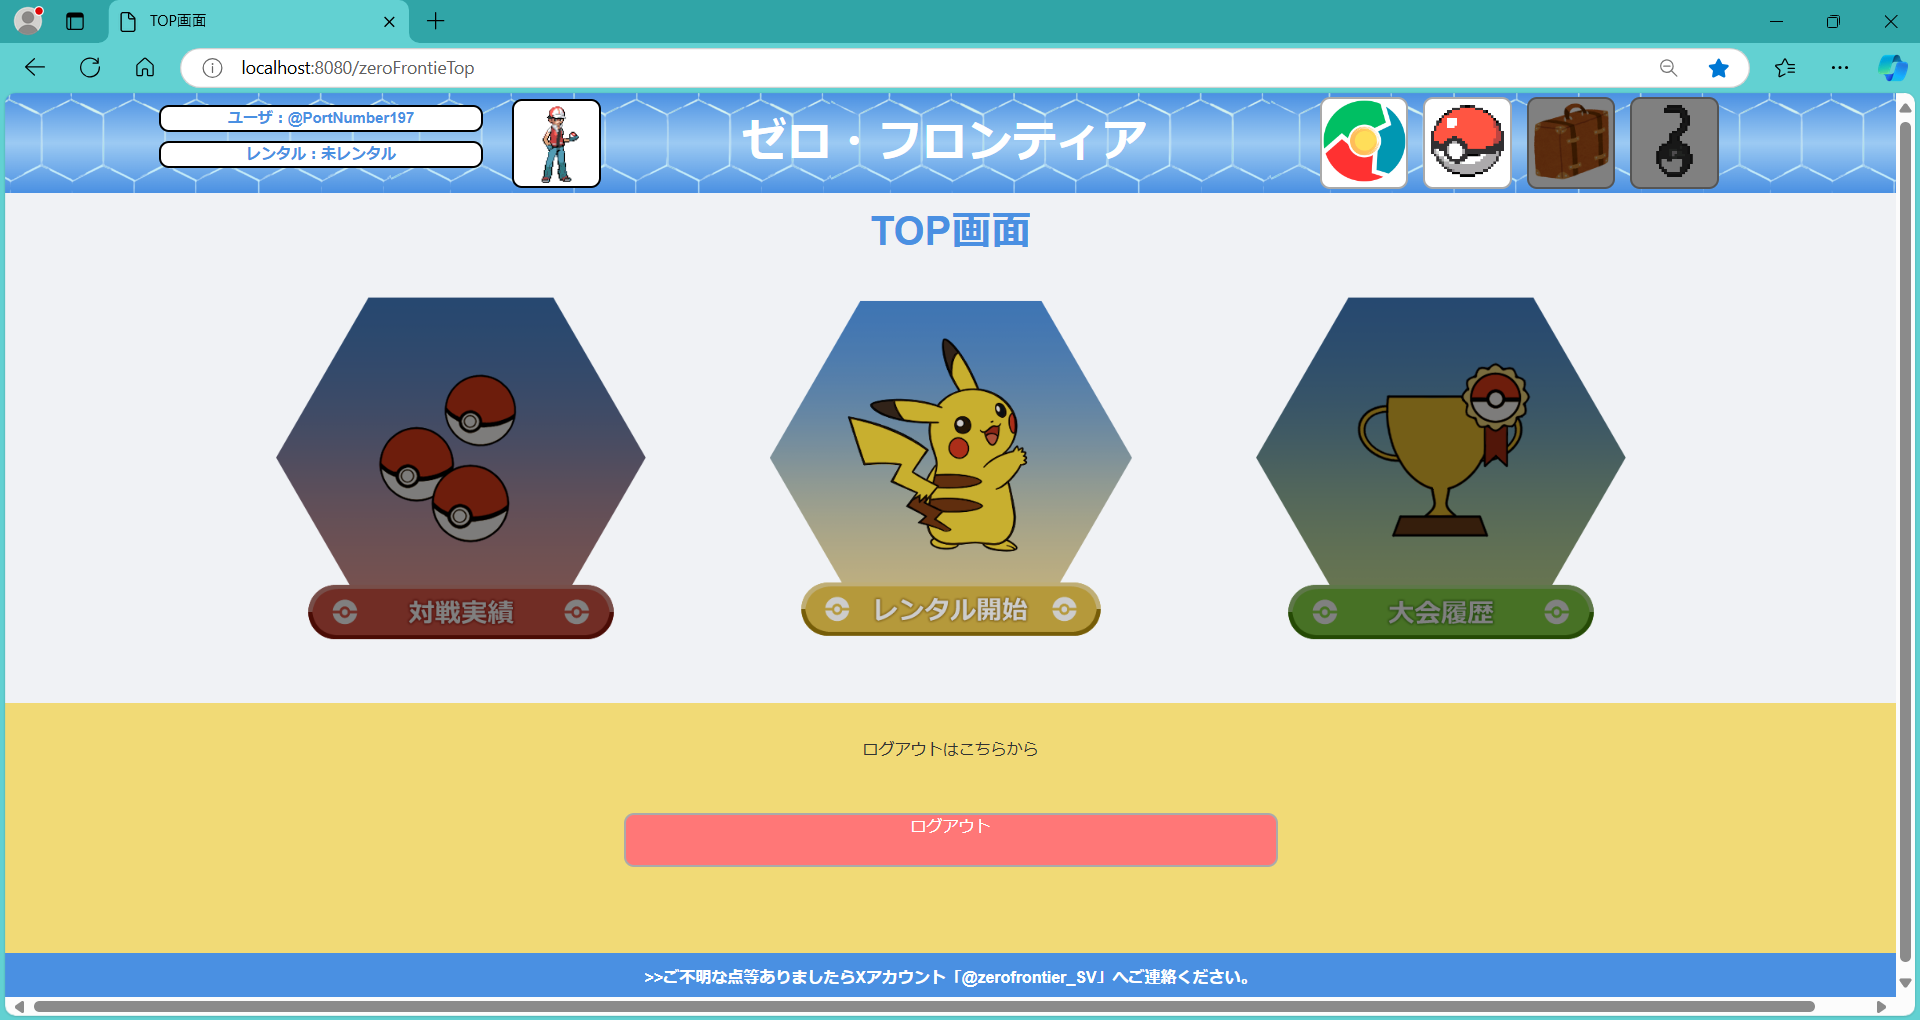 TOP画面
localhost:8080/zeroFrontieTop
ユーザ：@PortNumber197
レンタル：未レンタル
ゼロ・フロンティア
TOP画面
対戦実績
レンタル開始
大会履歴
ログアウトはこちらから
ログアウト
>>ご不明な点等ありましたらXアカウント「@zerofrontier_SV」へご連絡ください。